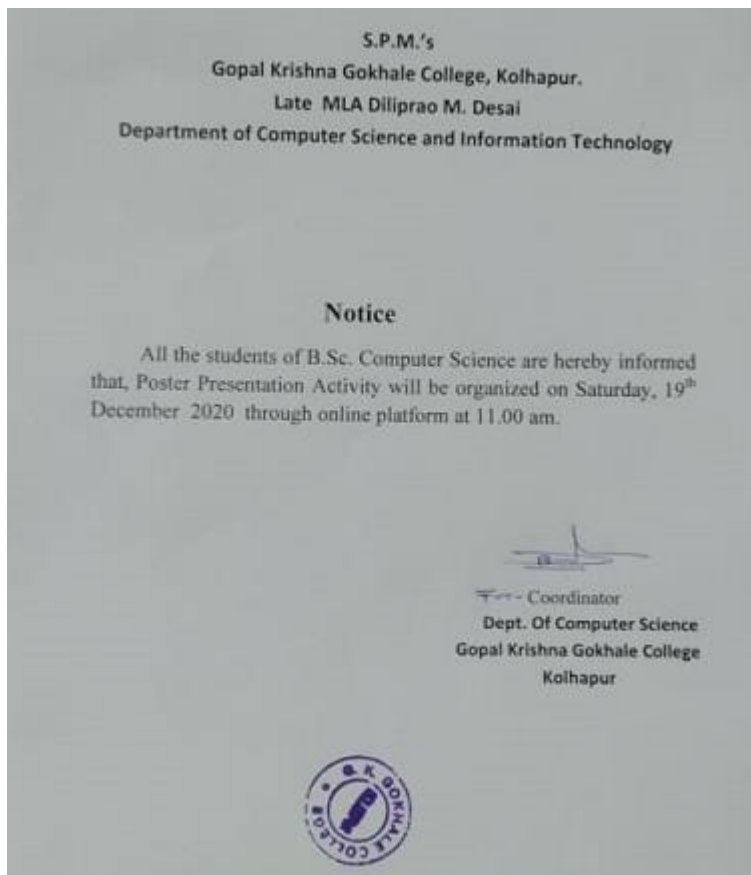 S.P.M.'s
Gopal Krishna Gokhale College, Kolhapur.
Late MLA Diliprao M. Desai
Department of Computer Science and Information Technology
Notice
All the students of B.Sc. Computer Science are hereby informed
that, Poster Presentation Activity will be organized on Saturday, 19th
December 2020 through online platform at 11.00 am.
For - Coordinator
Dept. Of Computer Science
Gopal Krishna Gokhale College
Kolhapur
G. K. GOKHALE COLLEGE